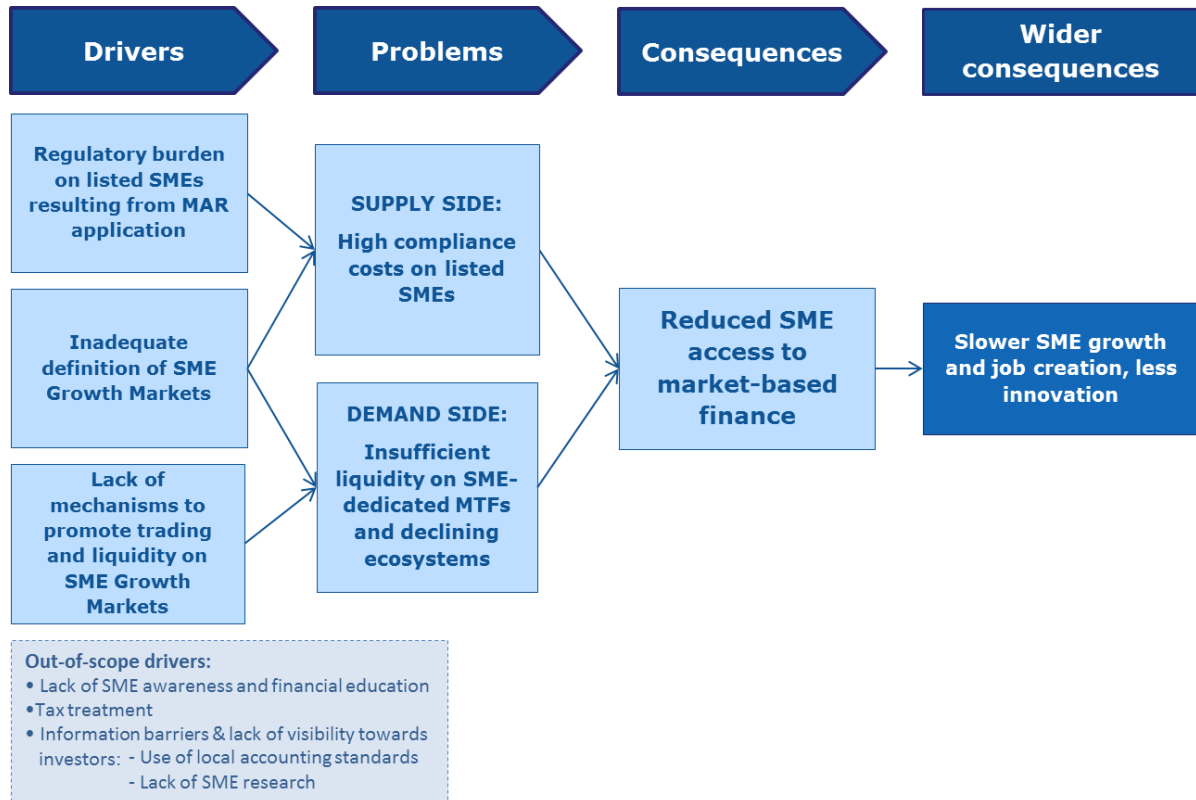 Drivers
Problems
Consequences
Wider
consequences
Regulatory burden
on listed SMEs
resulting from MAR
application
Inadequate
definition of SME
Growth Markets
Lack of
mechanisms to
promote trading
and liquidity on
SME Growth
Markets
SUPPLY SIDE:
High compliance
costs on listed
SMEs
DEMAND SIDE:
Insufficient
liquidity on SME-
dedicated MTFs
and declining
ecosystems
Reduced SME
access to
market-based
finance
Slower SME growth
and job creation, less
innovation
Out-of-scope drivers:
• Lack of SME awareness and financial education
•Tax treatment
• Information barriers & lack of visibility towards
investors: - Use of local accounting standards
- Lack of SME research